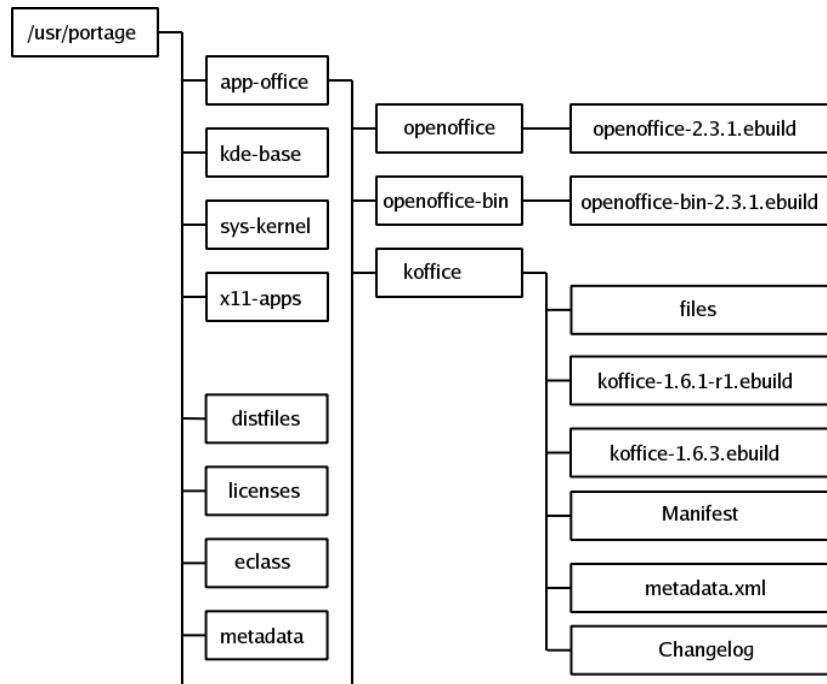 /usr/portage
app-office
kde-base
sys-kernel
x11-apps
distfiles
licenses
eclass
metadata
openoffice
openoffice-bin
koffice
openoffice-2.3.1.ebuild
openoffice-bin-2.3.1.ebuild
files
koffice-1.6.1-r1.ebuild
koffice-1.6.3.ebuild
Manifest
metadata.xml
Changelog